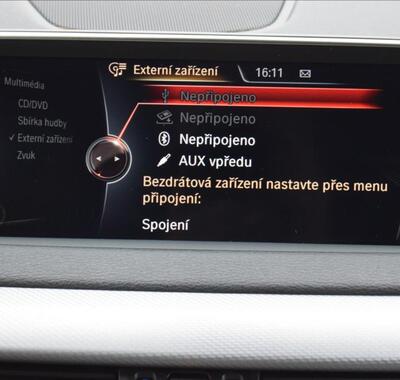 Externí zařízení 16:11
Multimédia
CD/DVD
Sbírka hudby
✓ Externí zařízení
Zvuk
Nepřipojeno
Nepřipojeno
Nepřipojeno
AUX vpředu
Bezdrátová zařízení nastavte přes menu
připojení:
Spojení